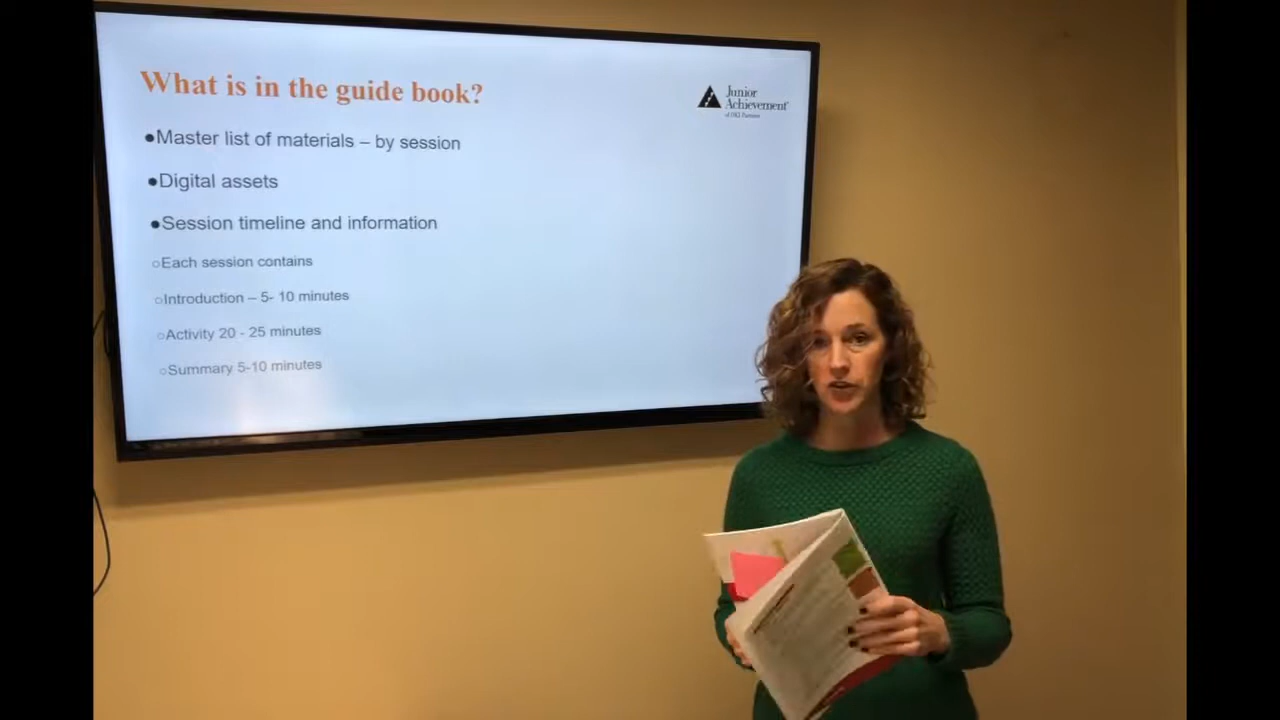 What is in the guide book?
Junior
Achievement
●Master list of materials – by session
●Digital assets
●Session timeline and information
○Each session contains
○Introduction – 5- 10 minutes
○Activity 20 - 25 minutes
○Summary 5-10 minutes